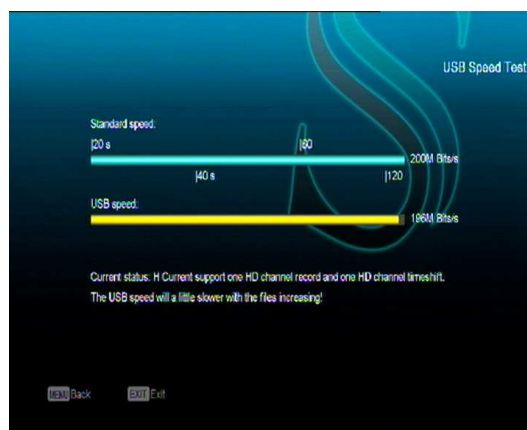 USB Speed Test
Standard speed:
|20 s |60
200M Bits/s
|40 s |120
USB speed:
196M Bits/s
Current status: H Current support one HD channel record and one HD channel timeshift.
The USB speed will a little slower with the files increasing!
MENU Back EXIT Exit